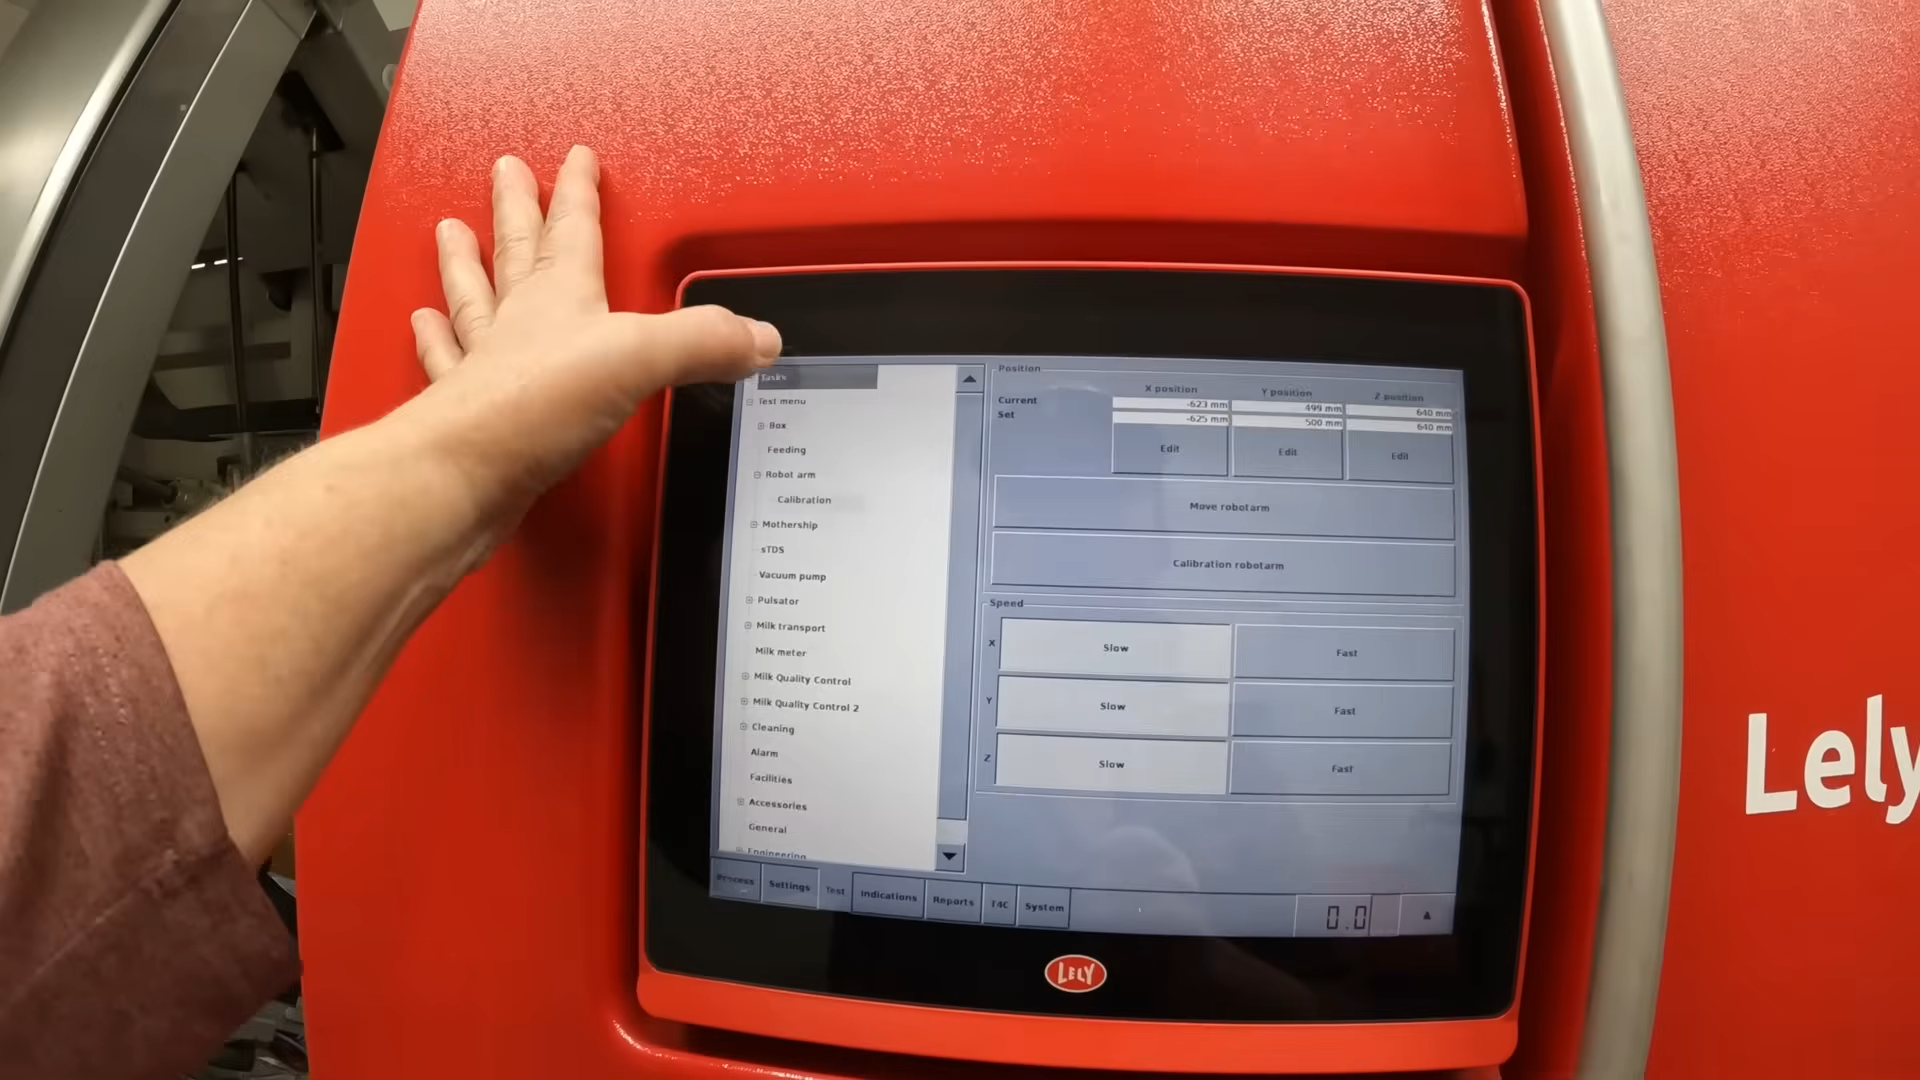 Tasks
Test menu
Box
Feeding
Robot arm
Calibration
Mothership
sTDS
Vacuum pump
Pulsator
Milk transport
Milk meter
Milk Quality Control
Milk Quality Control 2
Cleaning
Alarm
Facilities
Accessories
General
Engineering
Position
X position Y position Z position
Current -623 mm 499 mm 640 mm
Set -625 mm 500 mm 640 mm
Edit Edit Edit
Move robotarm
Calibration robotarm
Speed
X Slow Fast
Y Slow Fast
Z Slow Fast
Process Settings Test Indications Reports T4C System 0.0
LELY
Lely